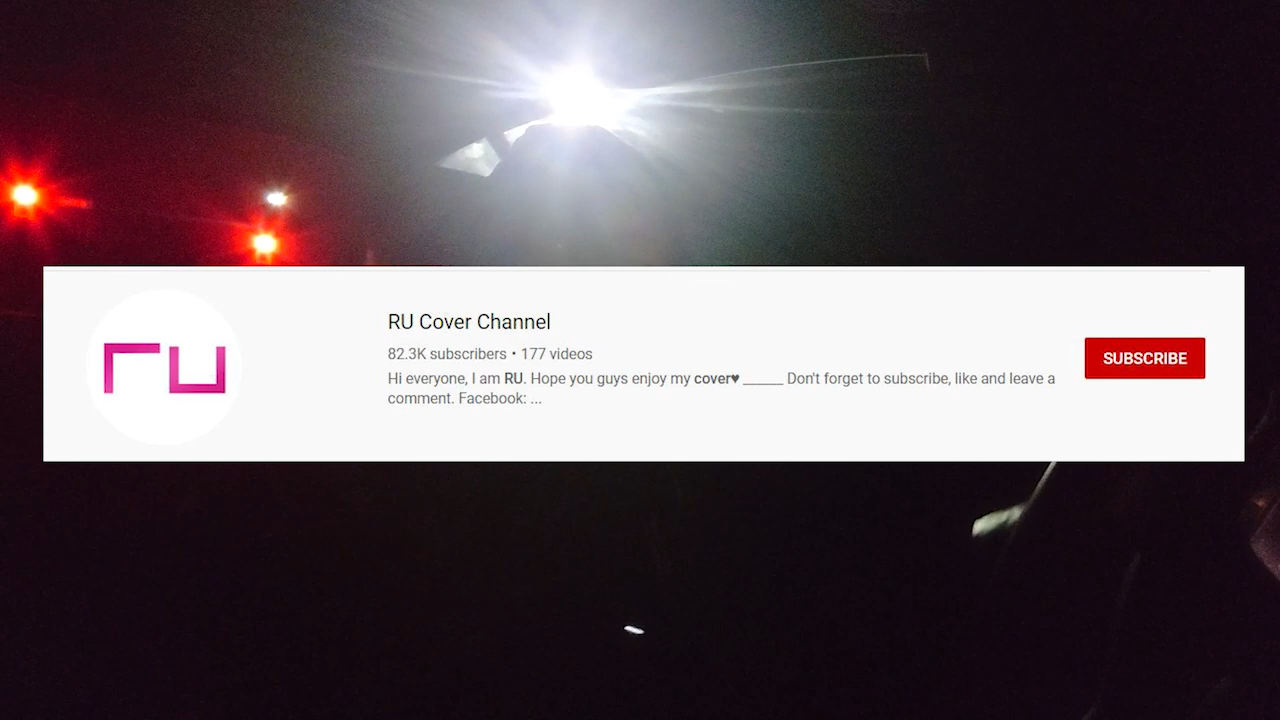 ru
RU Cover Channel
82.3K subscribers • 177 videos
Hi everyone, I am RU. Hope you guys enjoy my cover♥ _____ Don't forget to subscribe, like and leave a
comment. Facebook: ...
SUBSCRIBE